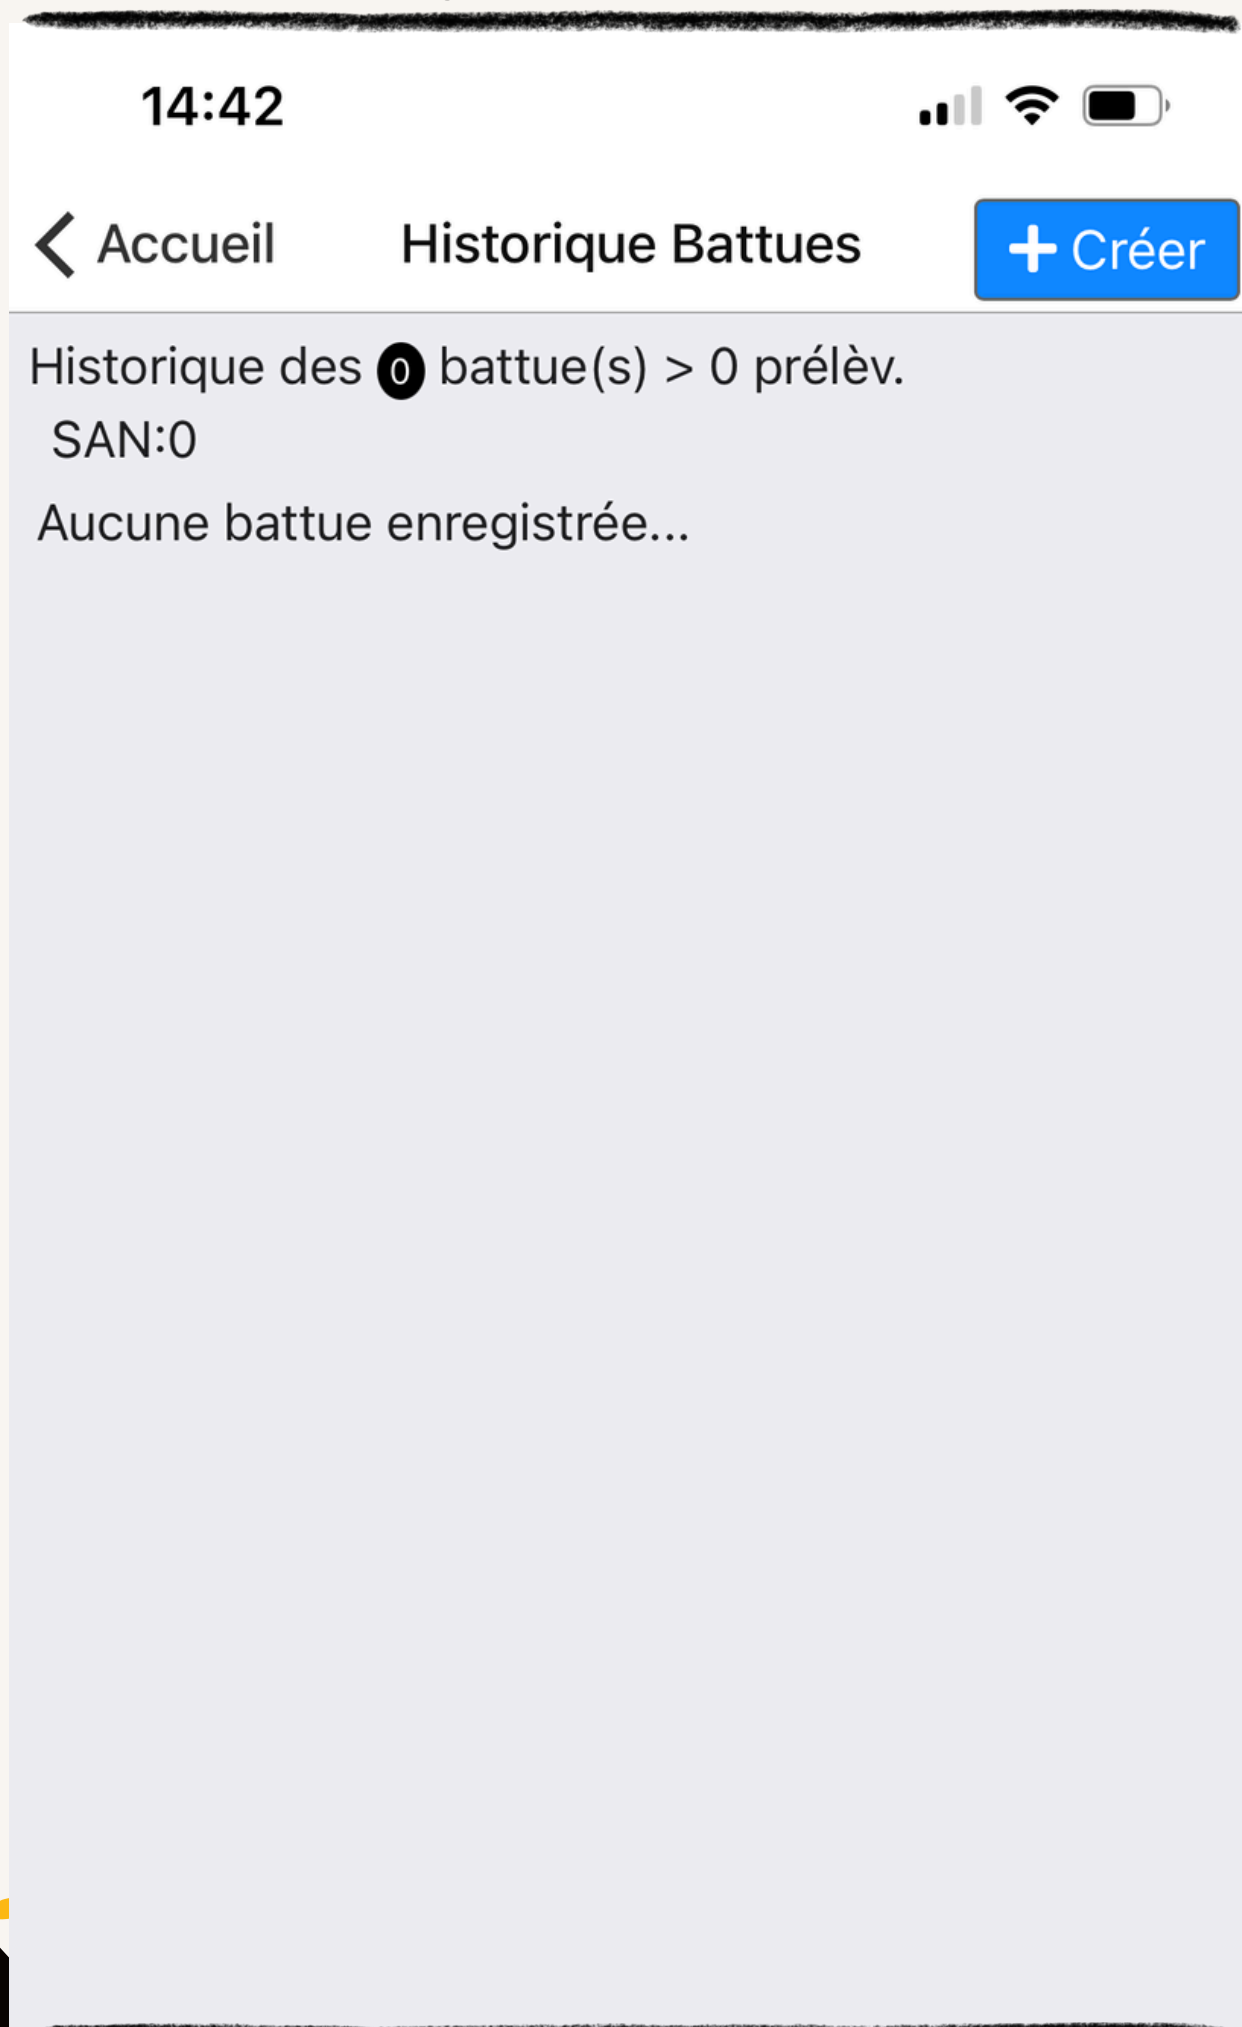 14:42
Accueil Historique Battues + Créer
Historique des 0 battue(s) > 0 prélèv.
SAN:0
Aucune battue enregistrée...